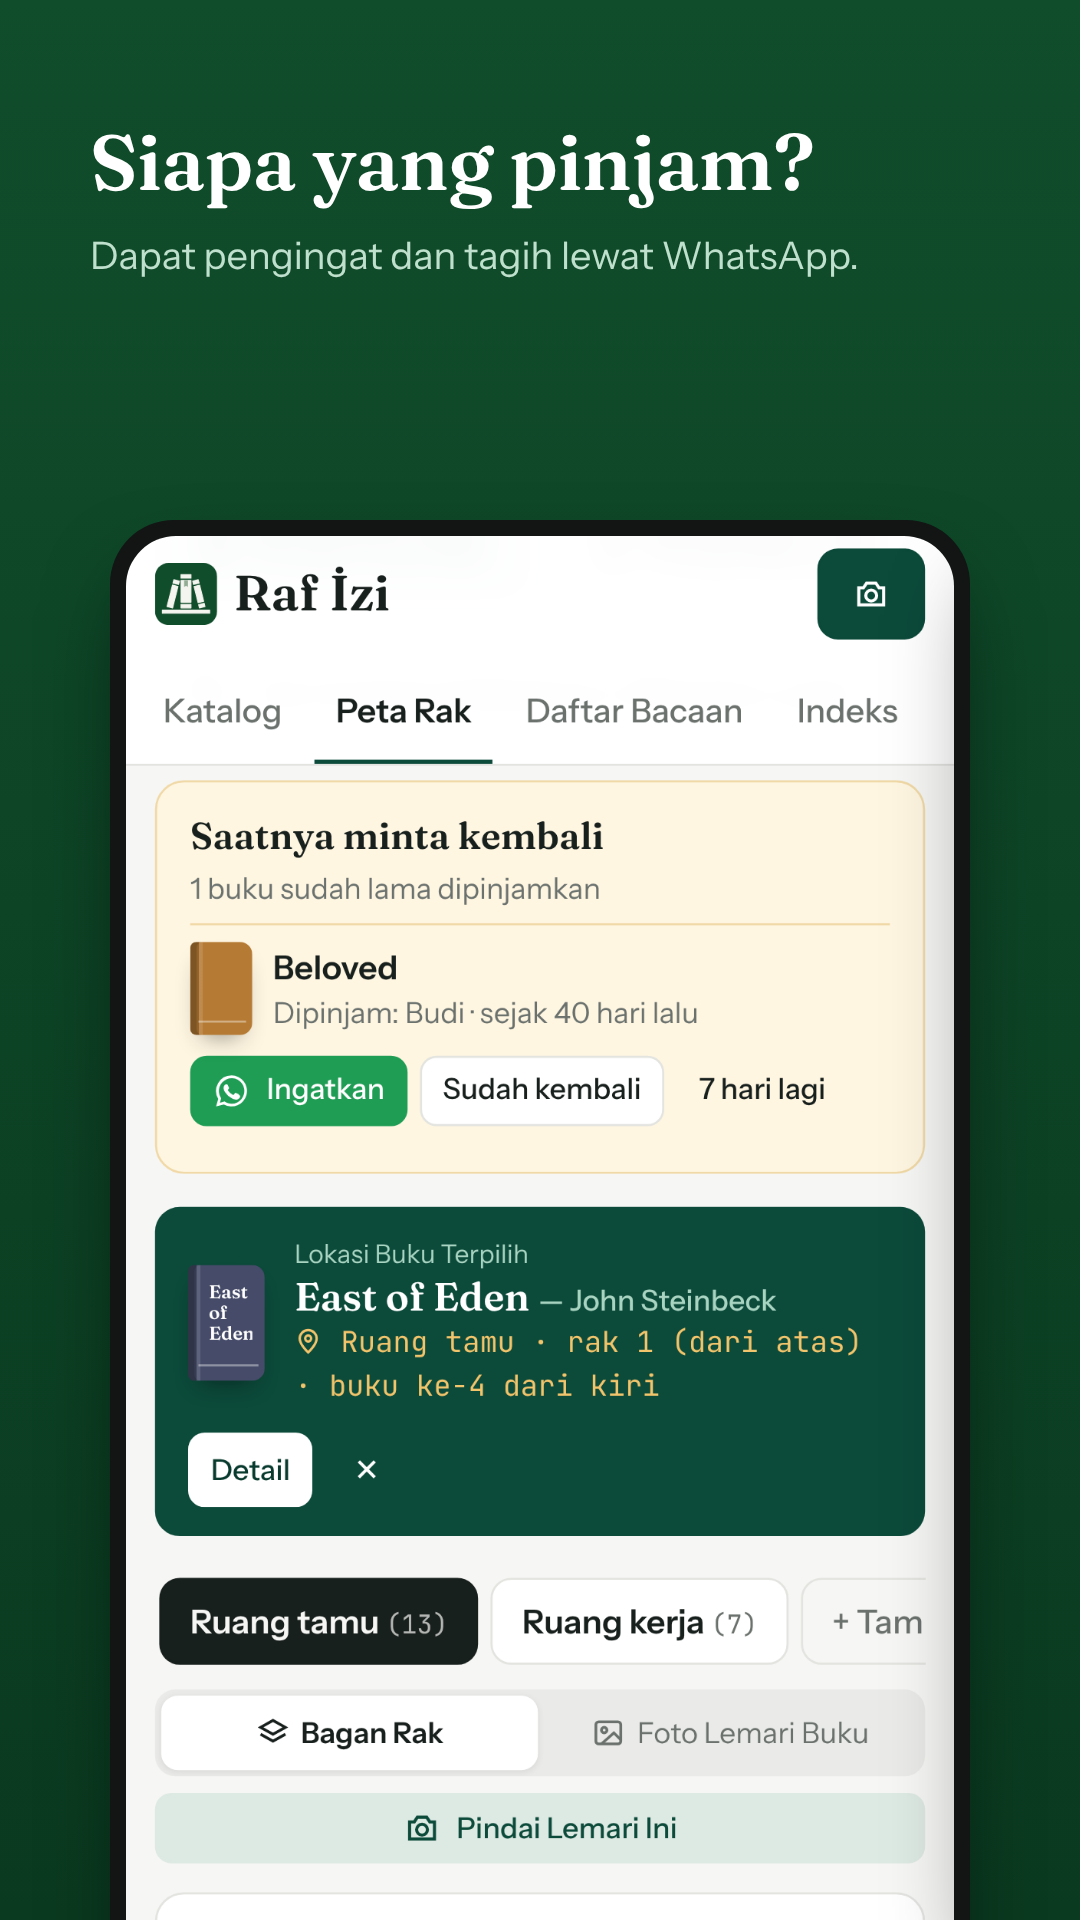 Siapa yang pinjam?
Dapat pengingat dan tagih lewat WhatsApp.
Raf İzi
Katalog Peta Rak Daftar Bacaan Indeks
Saatnya minta kembali
1 buku sudah lama dipinjamkan
Beloved
Dipinjam: Budi · sejak 40 hari lalu
Ingatkan Sudah kembali 7 hari lagi
Lokasi Buku Terpilih
East of Eden — John Steinbeck
East
of
Eden
Ruang tamu · rak 1 (dari atas)
· buku ke-4 dari kiri
Detail ×
Ruang tamu (13) Ruang kerja (7) + Tam
Bagan Rak Foto Lemari Buku
Pindai Lemari Ini